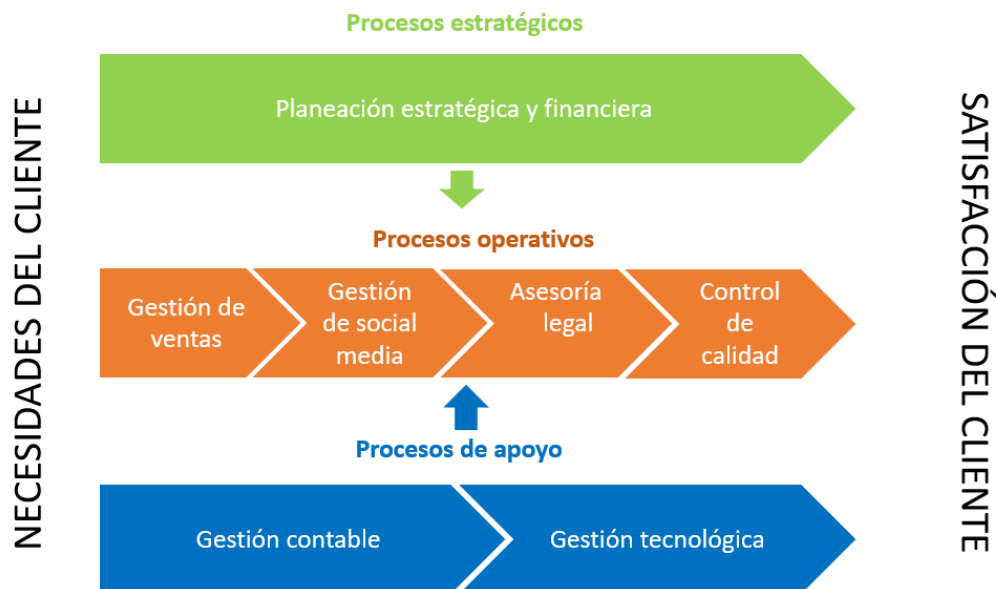 NECESIDADES DEL CLIENTE
Procesos estratégicos
Planeación estratégica y financiera
Procesos operativos
Gestión de
ventas
Gestión
de social
media
Asesoría
legal
Control
de
calidad
Procesos de apoyo
Gestión contable
Gestión tecnológica
SATISFACCIÓN DEL CLIENTE